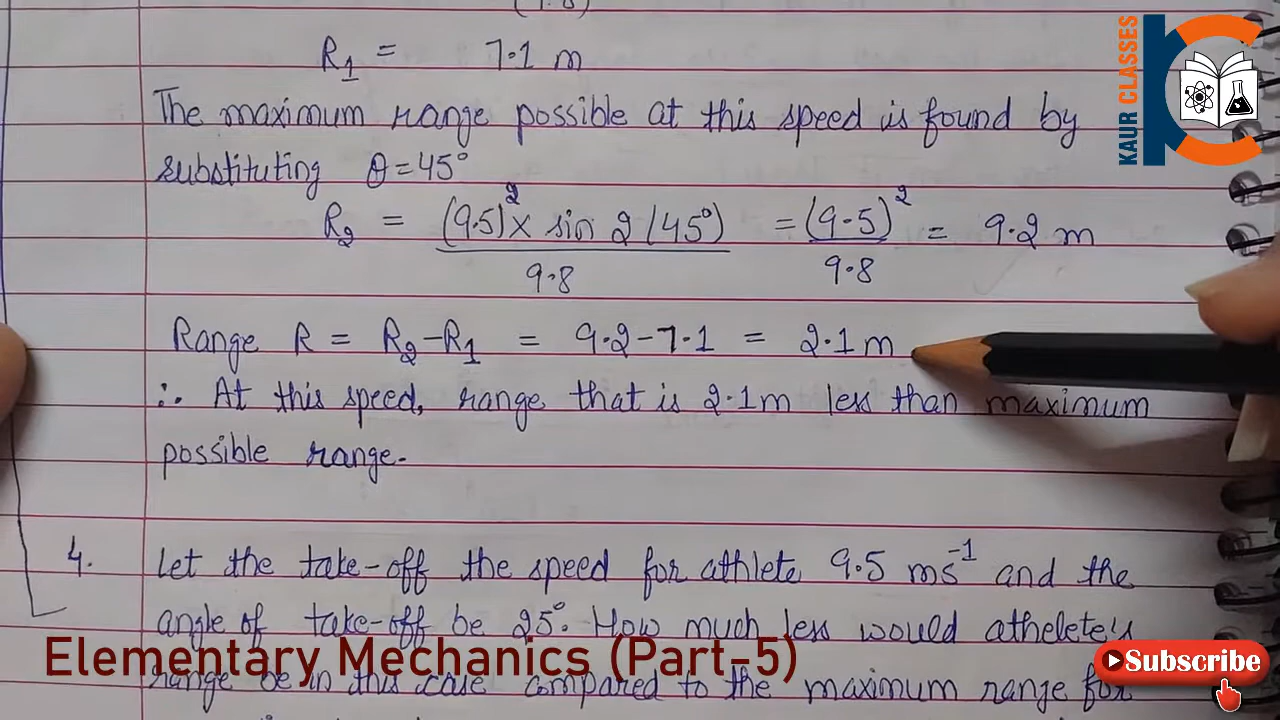 R1 = 7.1 m
The maximum range possible at this speed is found by
substituting θ = 45°
R2 = (9.5)² × sin 2 (45°) / 9.8 = (9.5)² / 9.8 = 9.2 m
Range R = R2 - R1 = 9.2 - 7.1 = 2.1 m
∴ At this speed, range that is 2.1m less than maximum
possible range.
4. Let the take-off the speed for athlete 9.5 ms⁻¹ and the
angle of take-off be 25°. How much less would athelete's
range be in this case compared to the maximum range for
Elementary Mechanics (Part-5)
KAUR CLASSES
Subscribe